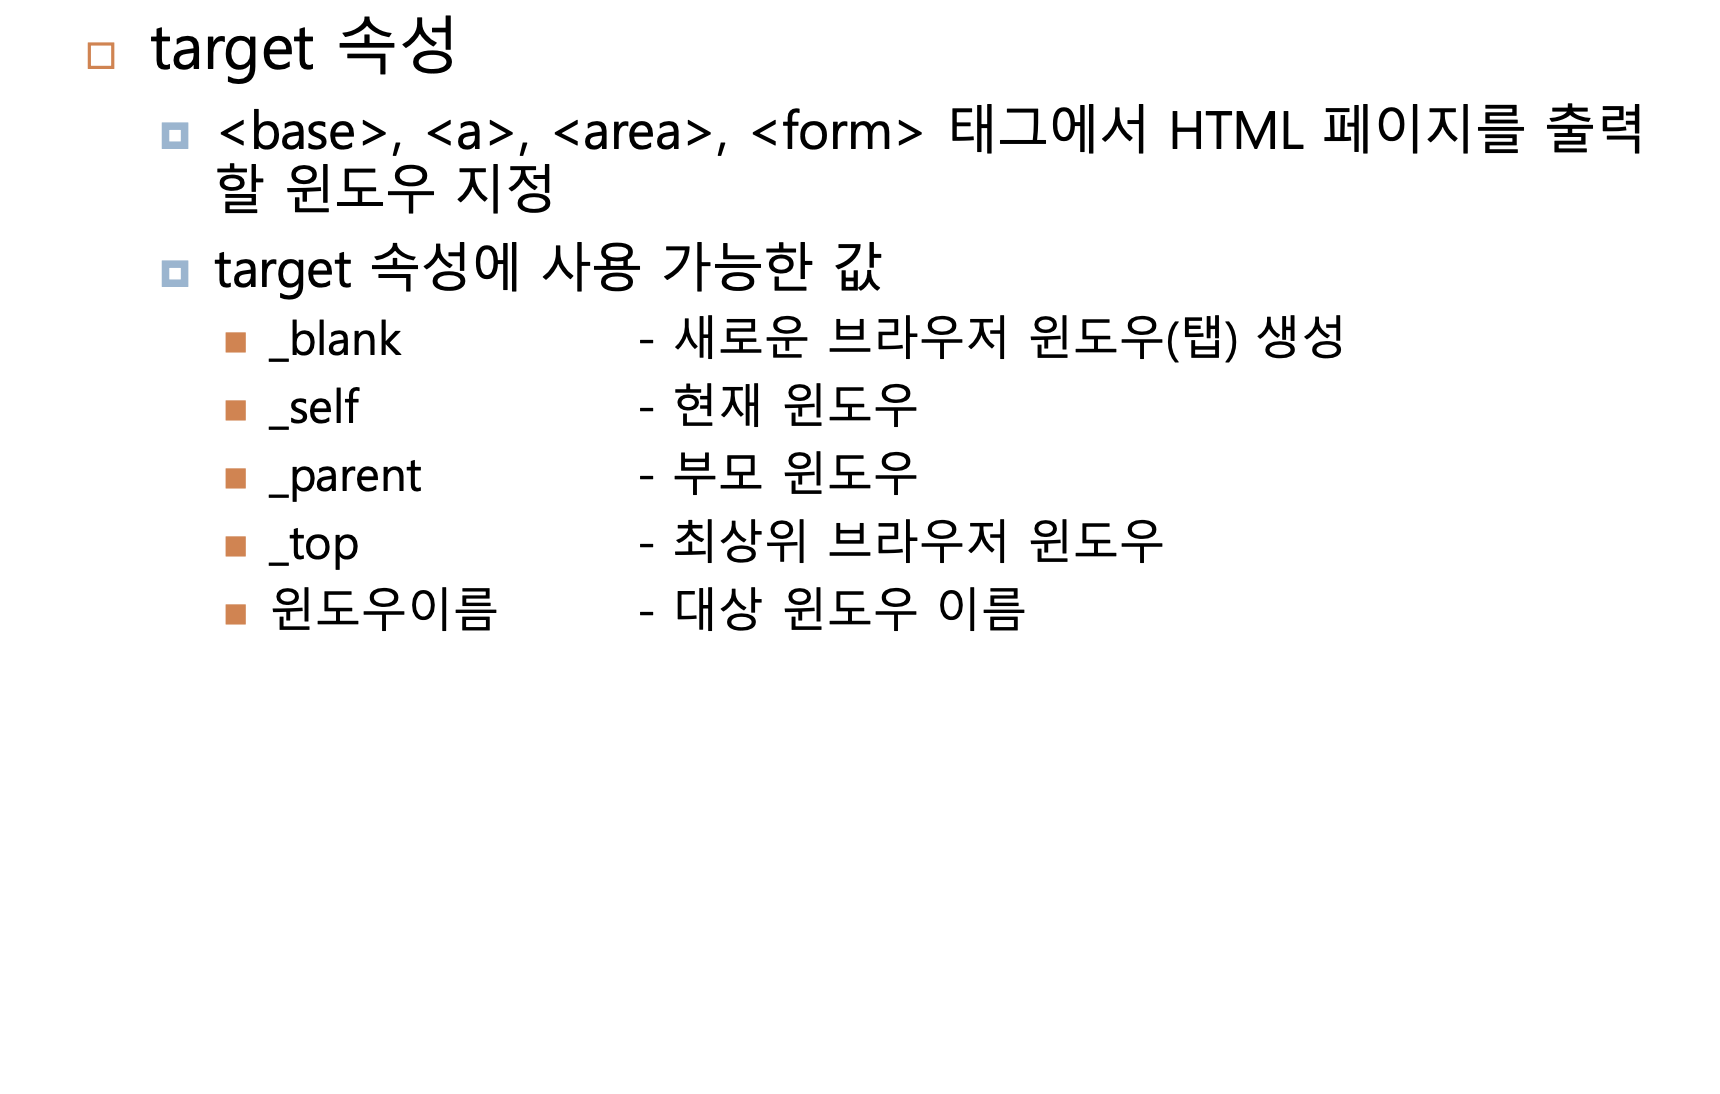 target 속성
<base>, <a>, <area>, <form> 태그에서 HTML 페이지를 출력
할 윈도우 지정
target 속성에 사용 가능한 값
_blank - 새로운 브라우저 윈도우(탭) 생성
_self - 현재 윈도우
_parent - 부모 윈도우
_top - 최상위 브라우저 윈도우
윈도우이름 - 대상 윈도우 이름